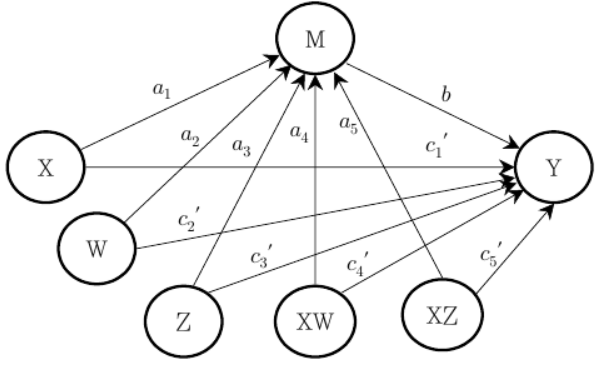 M
a₁
b
a₂
a₃
a₄
a₅
c₁′
X
Y
c₂′
W
c₃′
c₄′
c₅′
Z
XW
XZ